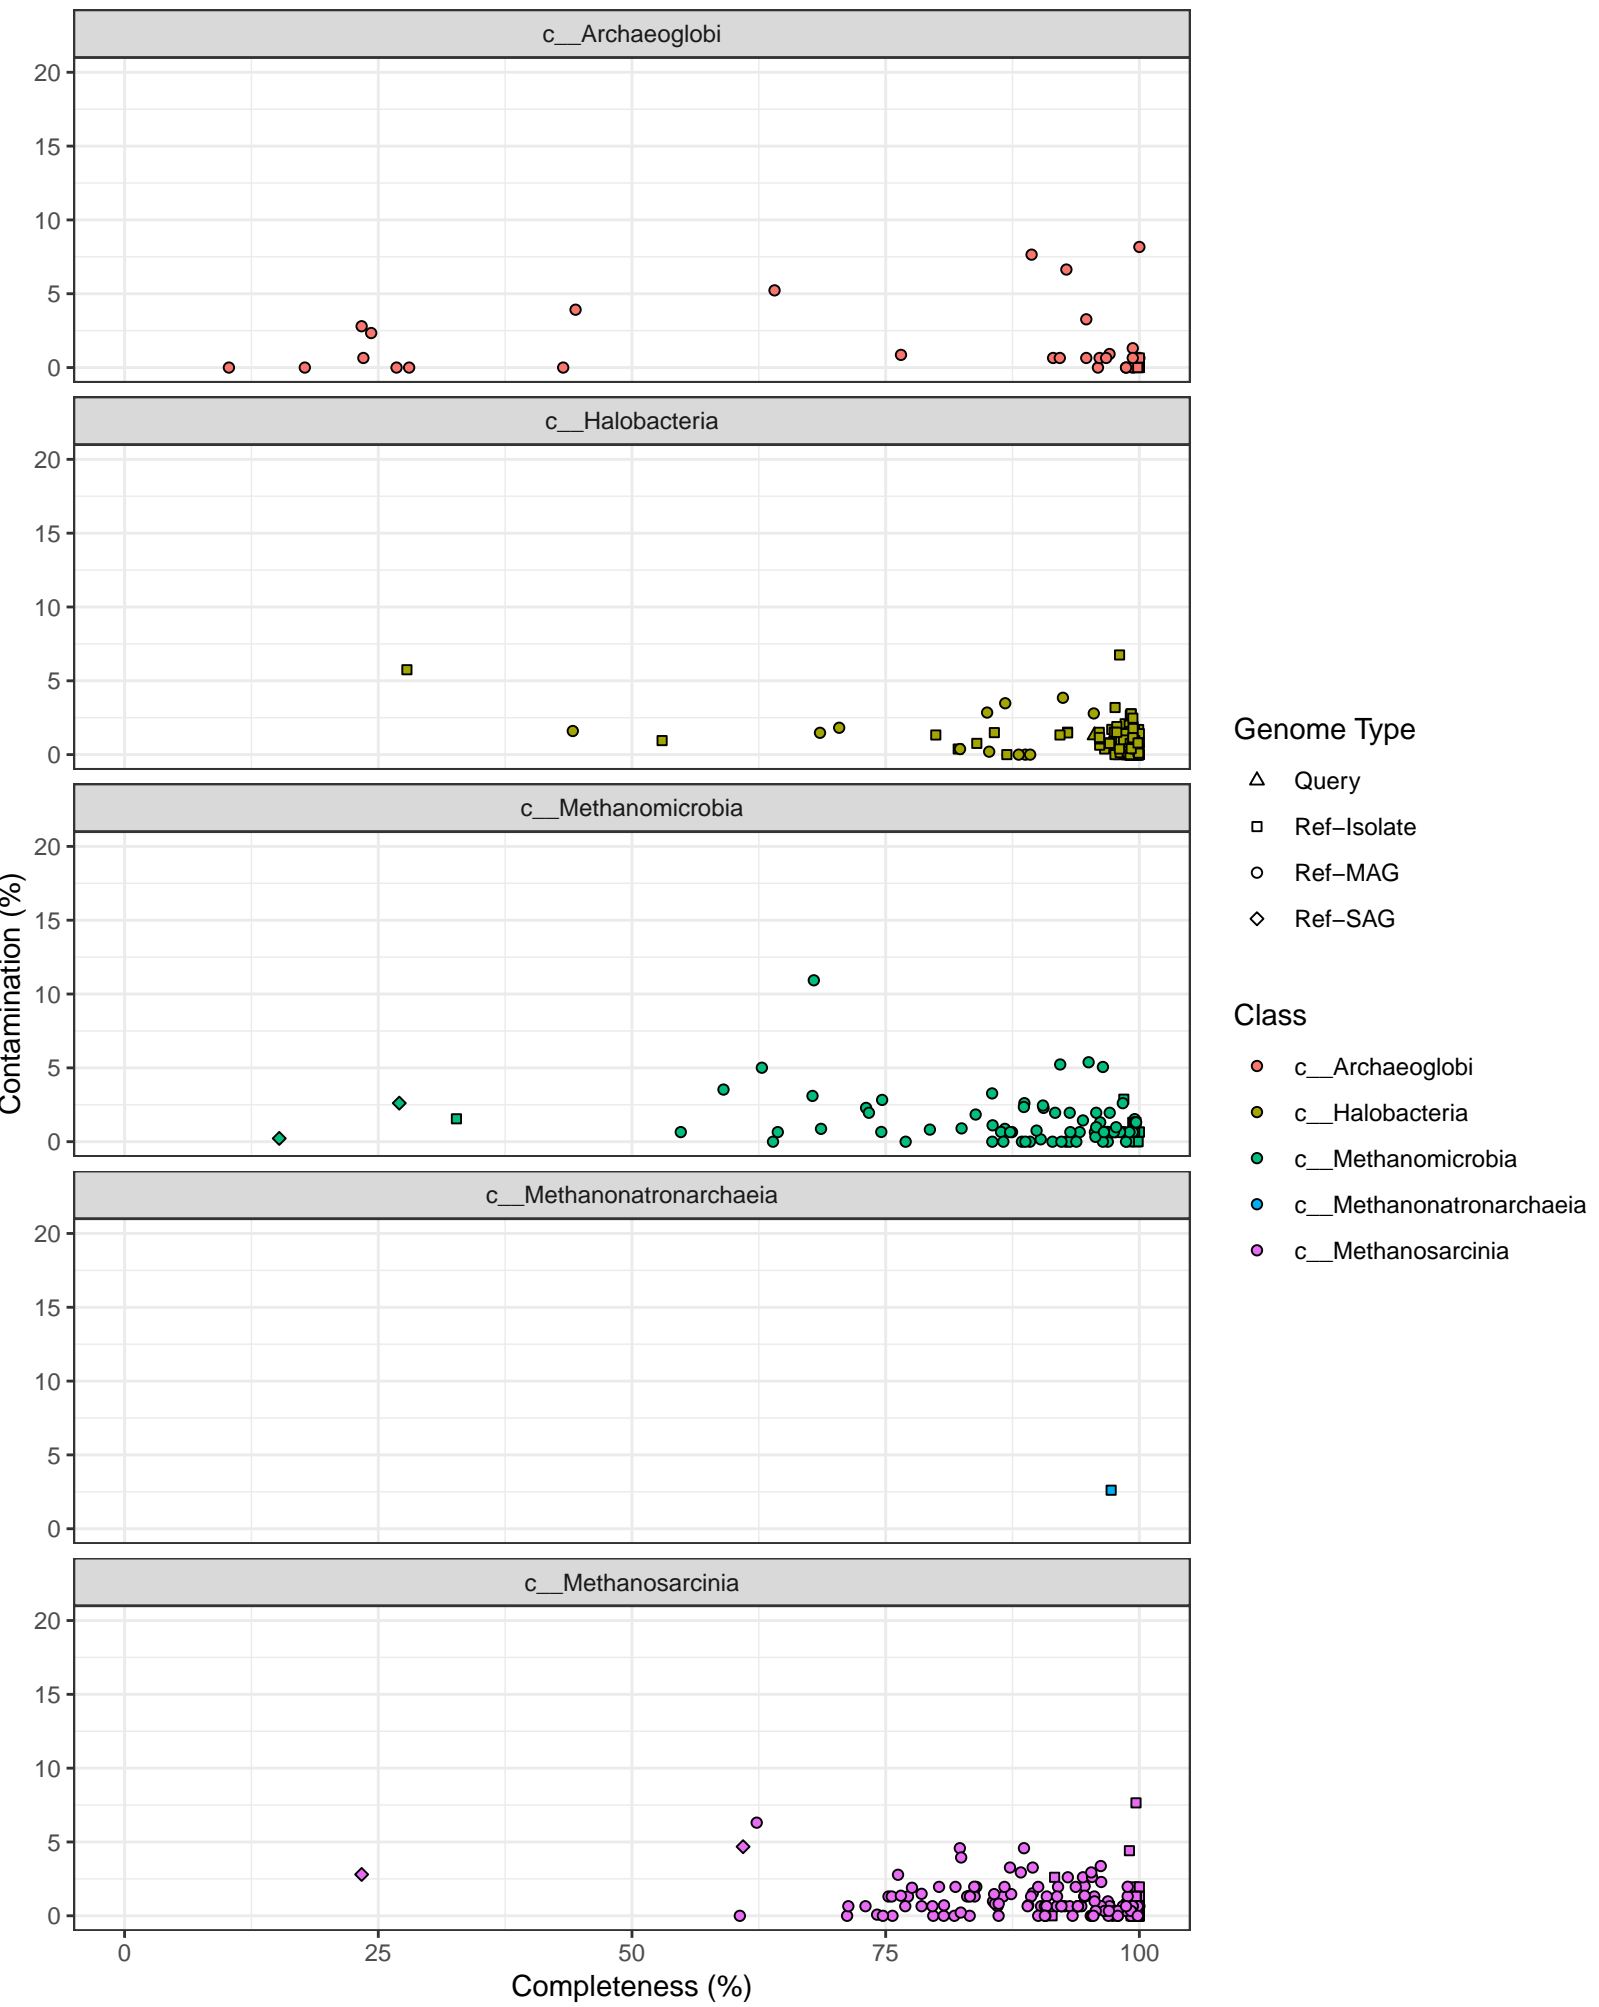 c__Archaeoglobi
20
15
10
5
0
c__Halobacteria
20
15
10
5
0
c__Methanomicrobia
20
15
10
5
0
c__Methanonatronarchaeia
20
15
10
5
0
c__Methanosarcinia
20
15
10
5
0
0 25 50 75 100
Completeness (%)
Contamination (%)
Genome Type
Query
Ref−Isolate
Ref−MAG
Ref−SAG
Class
c__Archaeoglobi
c__Halobacteria
c__Methanomicrobia
c__Methanonatronarchaeia
c__Methanosarcinia